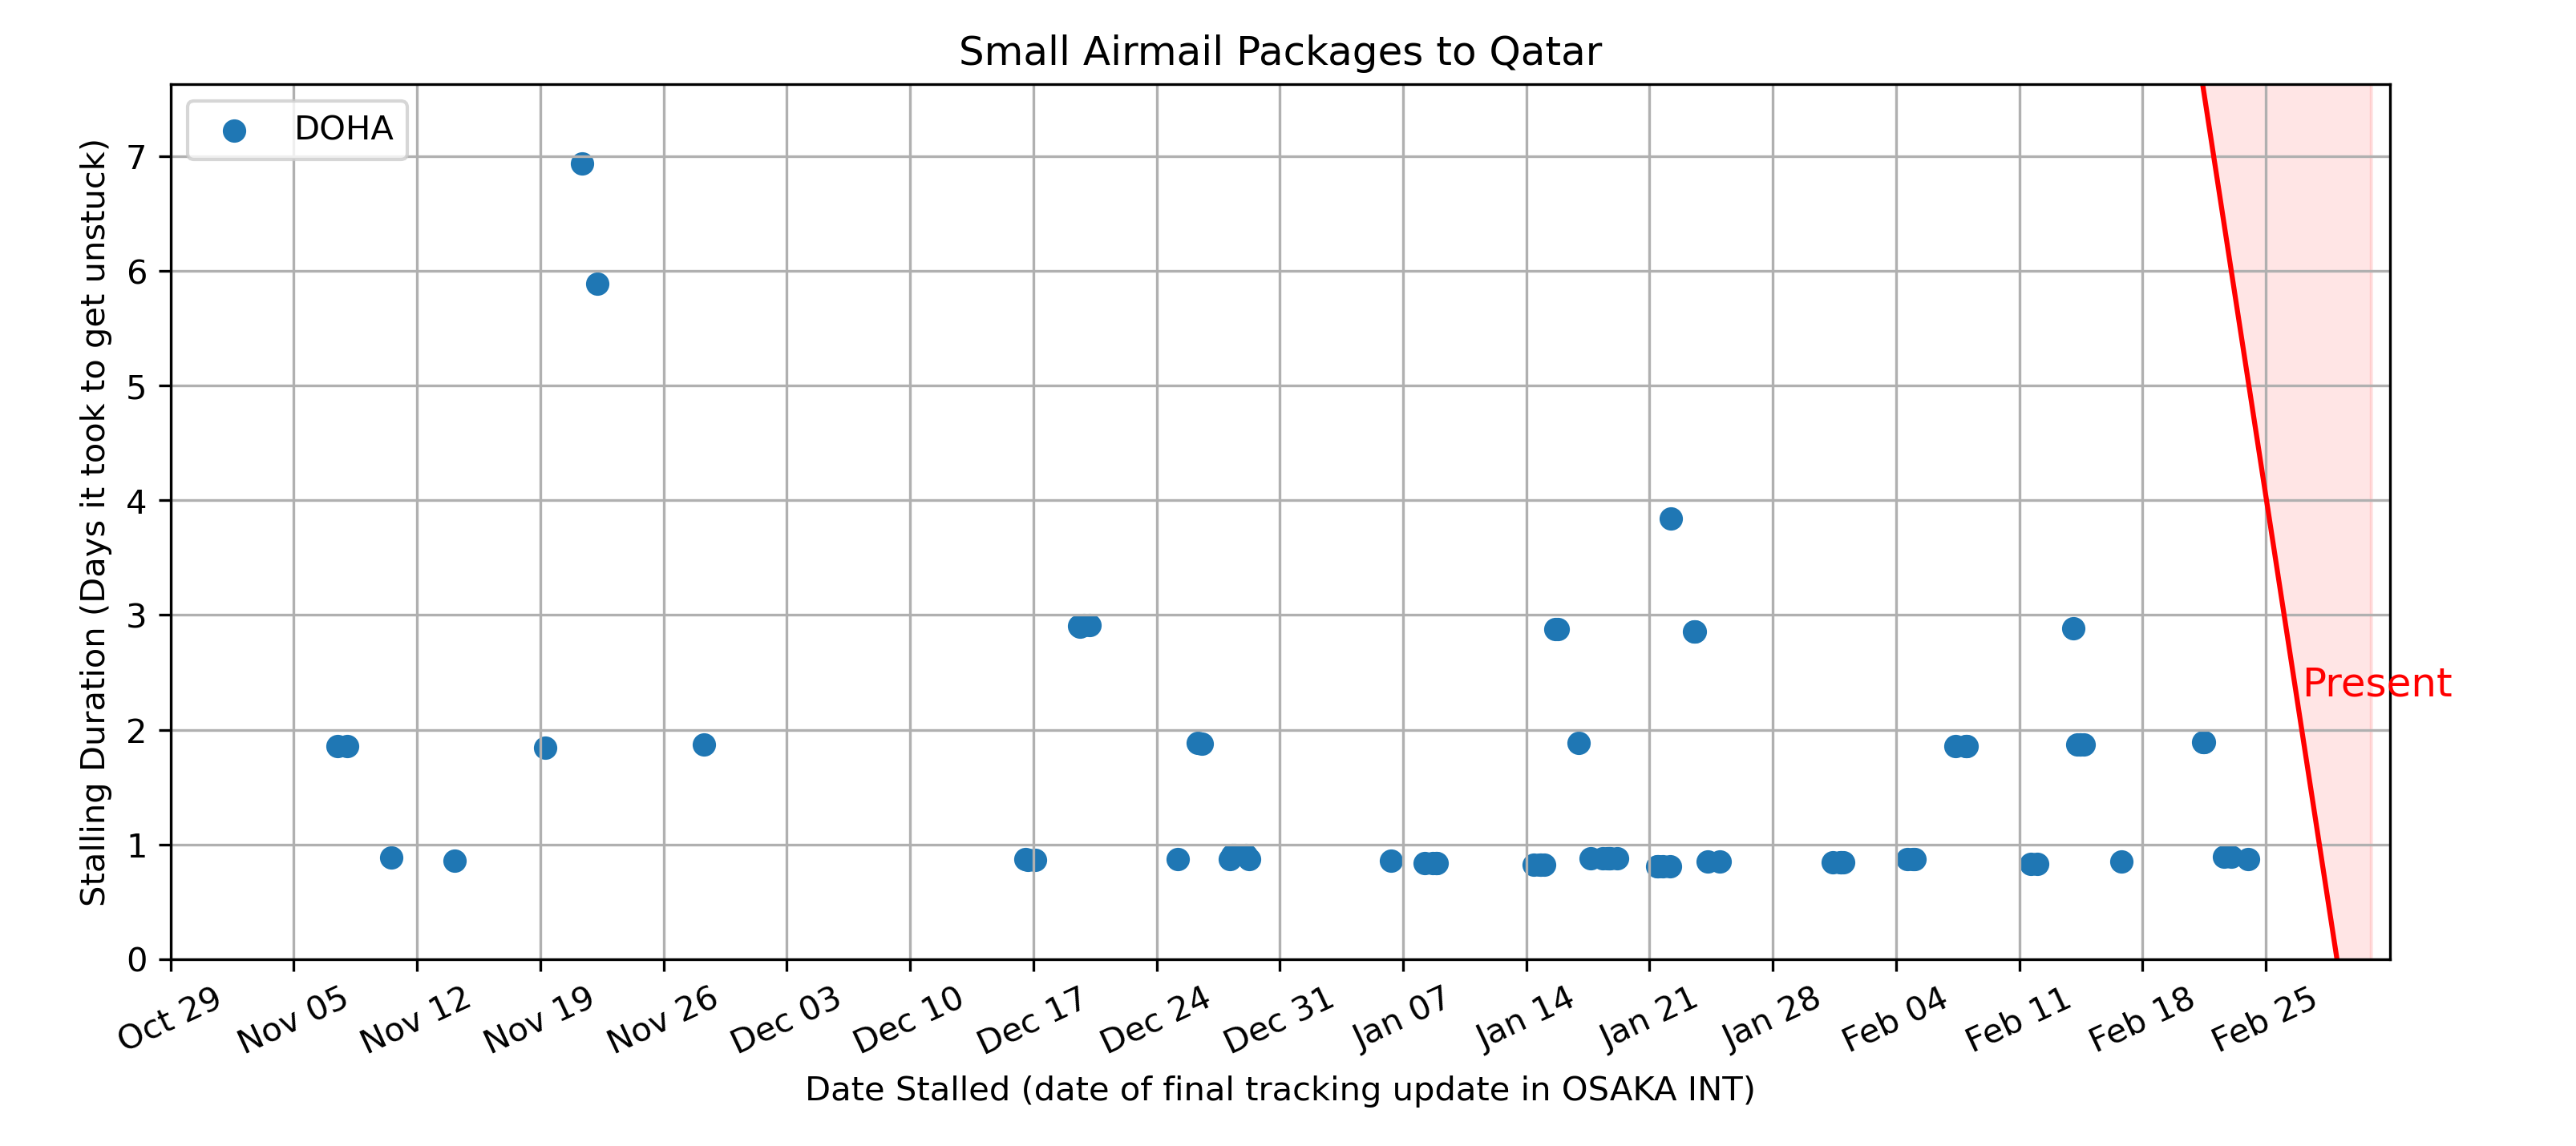 Small Airmail Packages to Qatar
DOHA
Stalling Duration (Days it took to get unstuck)
7
6
5
4
3
2
1
0
Present
Oct 29
Nov 05
Nov 12
Nov 19
Nov 26
Dec 03
Dec 10
Dec 17
Dec 24
Dec 31
Jan 07
Jan 14
Jan 21
Jan 28
Feb 04
Feb 11
Feb 18
Feb 25
Date Stalled (date of final tracking update in OSAKA INT)